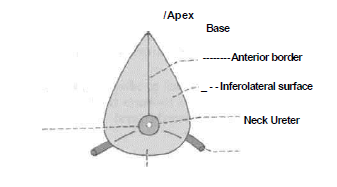 /Apex
Base
--------Anterior border
_ - - Inferolateral surface
Neck Ureter